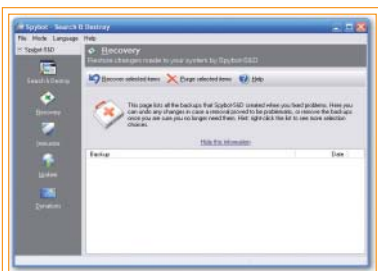 Spybot - Search & Destroy
File Mode Language Help
Spybot-S&D
Recovery
Restore changes made to your system by Spybot-S&D
Recover selected items Purge selected items Help
Search & Destroy
Recovery
This page lists all the backups that Spybot-S&D created when you fixed problems. Here you
can undo any changes in case a removal proved to be problematic, or remove the backups
once you are sure you no longer need them. Hint: right-click the list to see more selection
choices.
Immunize
Hide this information
Backup Date
Update
Donations